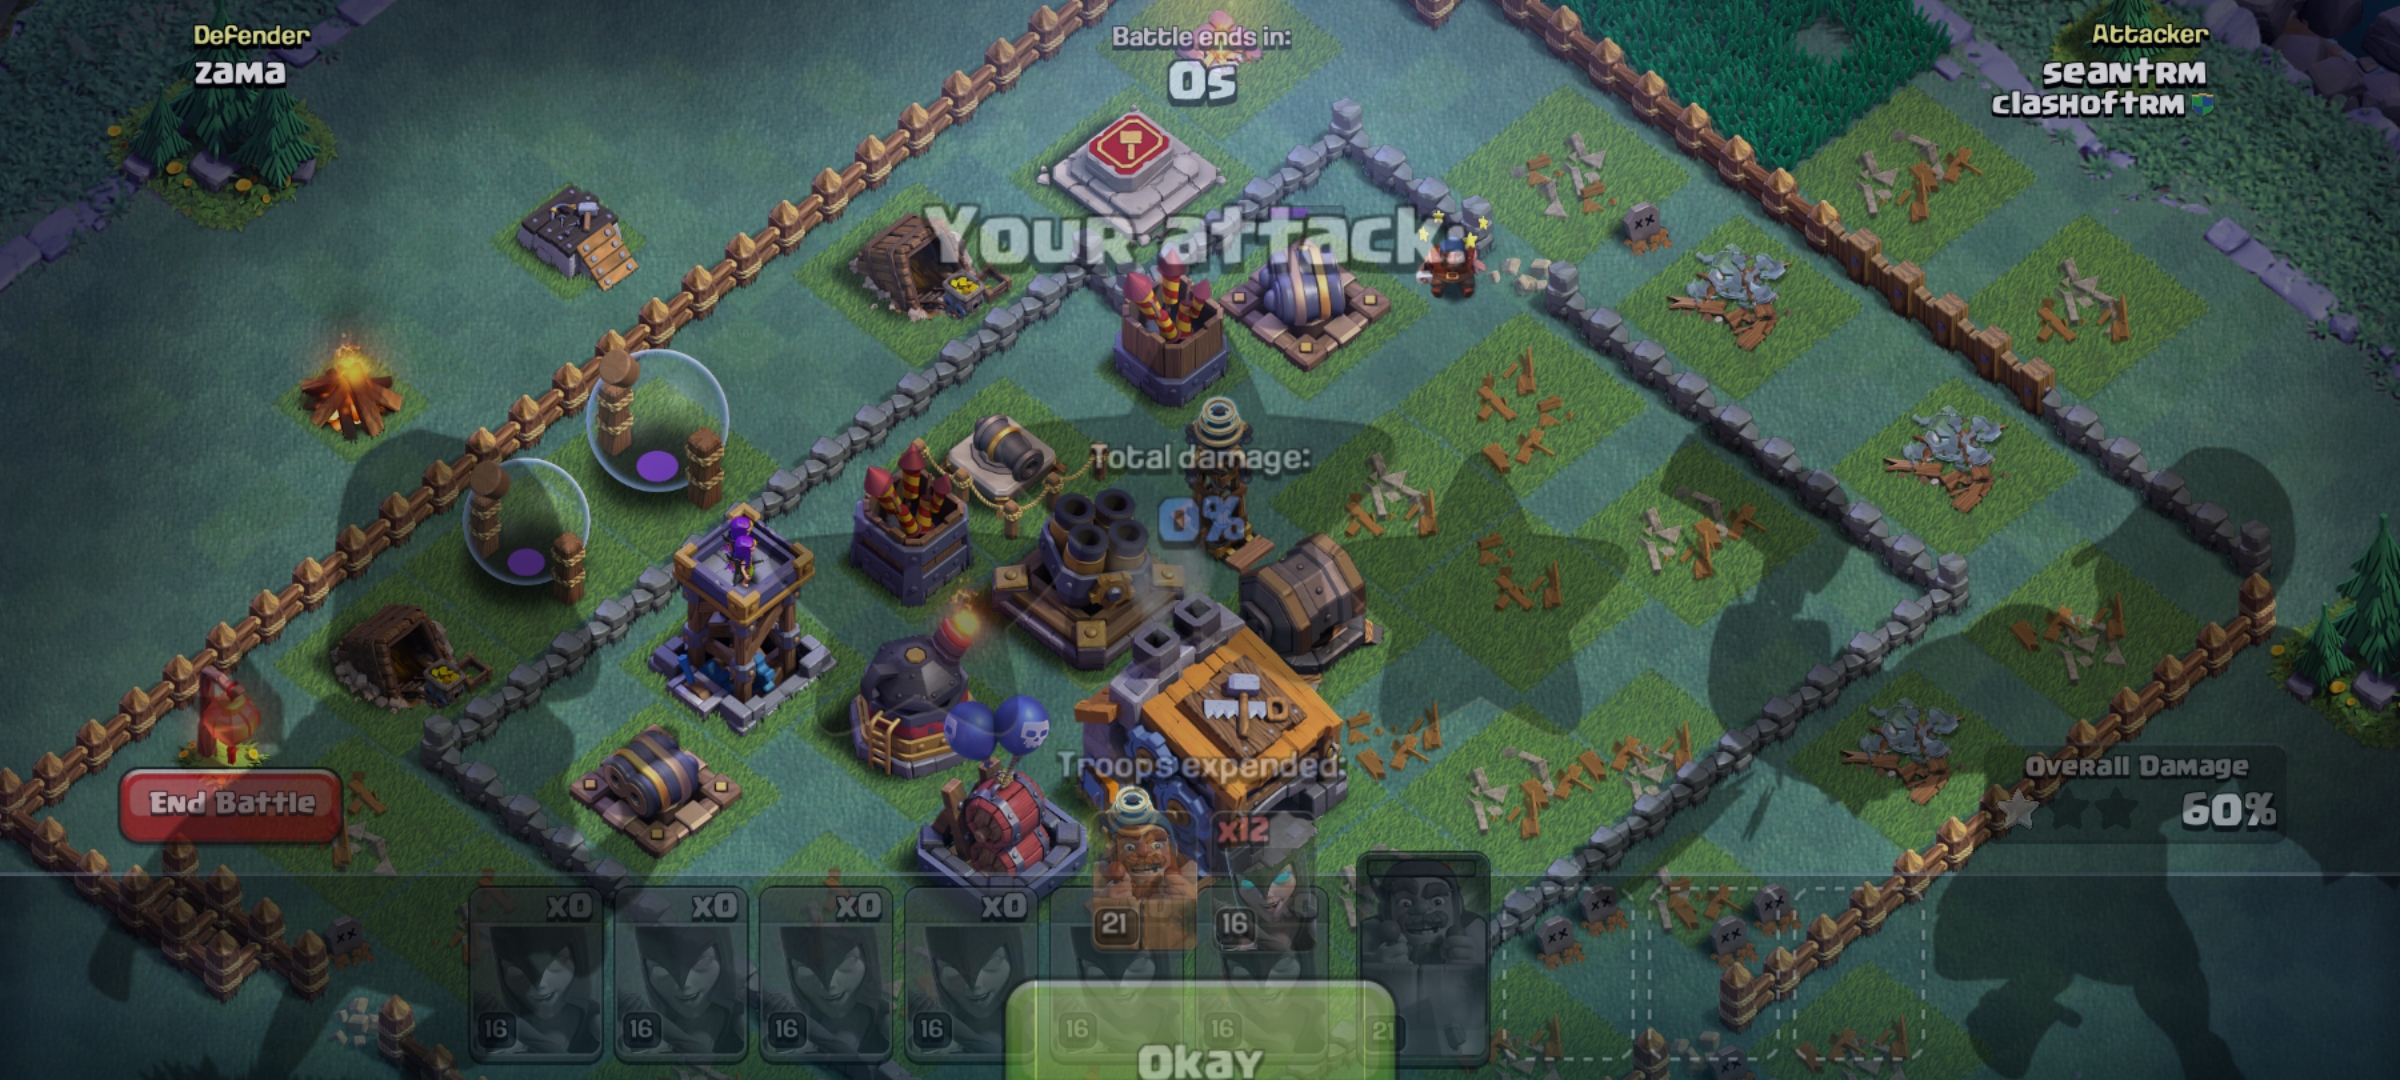 Defender
zama
Battle ends in:
0s
Attacker
seantrm
clashoftrm
Your attack:
Total damage:
0%
Troops expended:
End Battle
Overall Damage
60%
x12
x0
x0
x0
x0
21
16
16
16
16
16
16
16
21
Okay